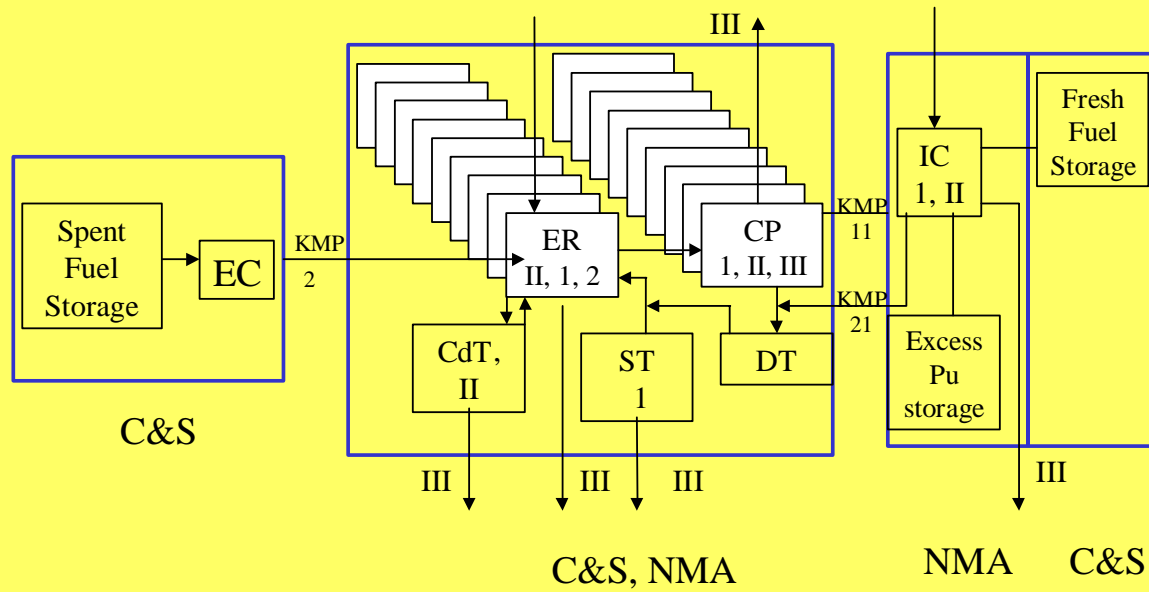 III
Spent
Fuel
Storage
EC
KMP
2
ER
II, 1, 2
CP
1, II, III
KMP
11
KMP
21
IC
1, II
Fresh
Fuel
Storage
CdT,
II
ST
1
DT
Excess
Pu
storage
III
III
III
III
C&S
C&S, NMA
NMA
C&S